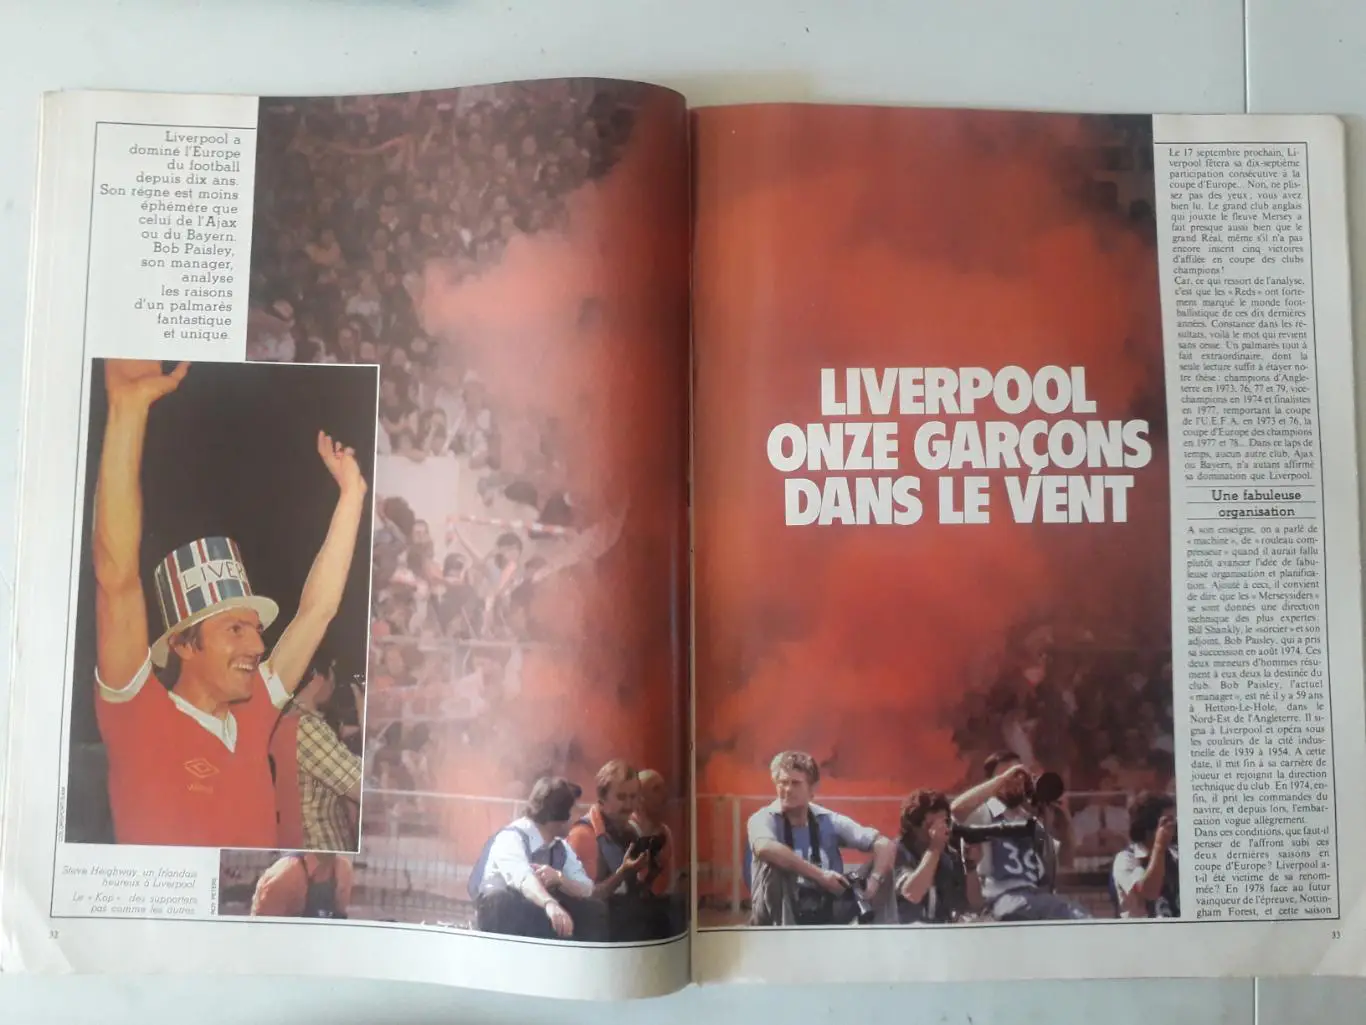 Liverpool a
dominé l'Europe
du football
depuis dix ans.
Son règne est moins
éphémère que
celui de l'Ajax
ou du Bayern.
Bob Paisley,
son manager,
analyse
les raisons
d'un palmarès
fantastique
et unique.
LIVER
COLORSPORT/SAM
Steve Heighway, un Irlandais
heureux à Liverpool
Le «Kop» des supporters
pas comme les autres
ROY PETERS
32
LIVERPOOL
ONZE GARÇONS
DANS LE VENT
39
Le 17 septembre prochain, Li-
verpool fêtera sa dix-septième
participation consécutive à la
coupe d'Europe... Non, ne plis-
sez pas des yeux; vous avez
bien lu. Le grand club anglais
qui jouxte le fleuve Mersey a
fait presque aussi bien que le
grand Réal, même s'il n'a pas
encore inscrit cinq victoires
d'affilée en coupe des clubs
champions!
Car, ce qui ressort de l'analyse,
c'est que les «Reds» ont forte-
ment marqué le monde foot-
ballistique de ces dix dernières
années. Constance dans les ré-
sultats, voilà le mot qui revient
sans cesse. Un palmarès tout à
fait extraordinaire, dont la
seule lecture suffit à étayer no-
tre thèse: champions d'Angle-
terre en 1973, 76, 77 et 79, vice-
champions en 1974 et finalistes
en 1977, remportant la coupe
de l'U.E.F.A. en 1973 et 76, la
coupe d'Europe des champions
en 1977 et 78... Dans ce laps de
temps, aucun autre club, Ajax
ou Bayern, n'a autant affirmé
sa domination que Liverpool.
Une fabuleuse
organisation
A son enseigne, on a parlé de
«machine», de «rouleau com-
presseur» quand il aurait fallu
plutôt avancer l'idée de fabu-
leuse organisation et planifica-
tion. Ajouté à ceci, il convient
de dire que les «Merseysiders»
se sont donnés une direction
technique des plus expertes.
Bill Shankly, le «sorcier» et son
adjoint, Bob Paisley, qui a pris
sa succession en août 1974. Ces
deux meneurs d'hommes résu-
ment à eux deux la destinée du
club. Bob Paisley, l'actuel
«manager», est né il y a 59 ans
à Hetton-Le-Hole, dans le
Nord-Est de l'Angleterre. Il si-
gna à Liverpool et opéra sous
les couleurs de la cité indus-
trielle de 1939 à 1954. A cette
date, il mit fin à sa carrière de
joueur et rejoignit la direction
technique du club. En 1974, en-
fin, il prit les commandes du
navire, et depuis lors, l'embar-
cation vogue allègrement.
Dans ces conditions, que faut-il
penser de l'affront subi ces
deux dernières saisons en
coupe d'Europe? Liverpool a-
t-il été victime de sa renom-
mée? En 1978 face au futur
vainqueur de l'épreuve, Nottin-
gham Forest, et cette saison
33